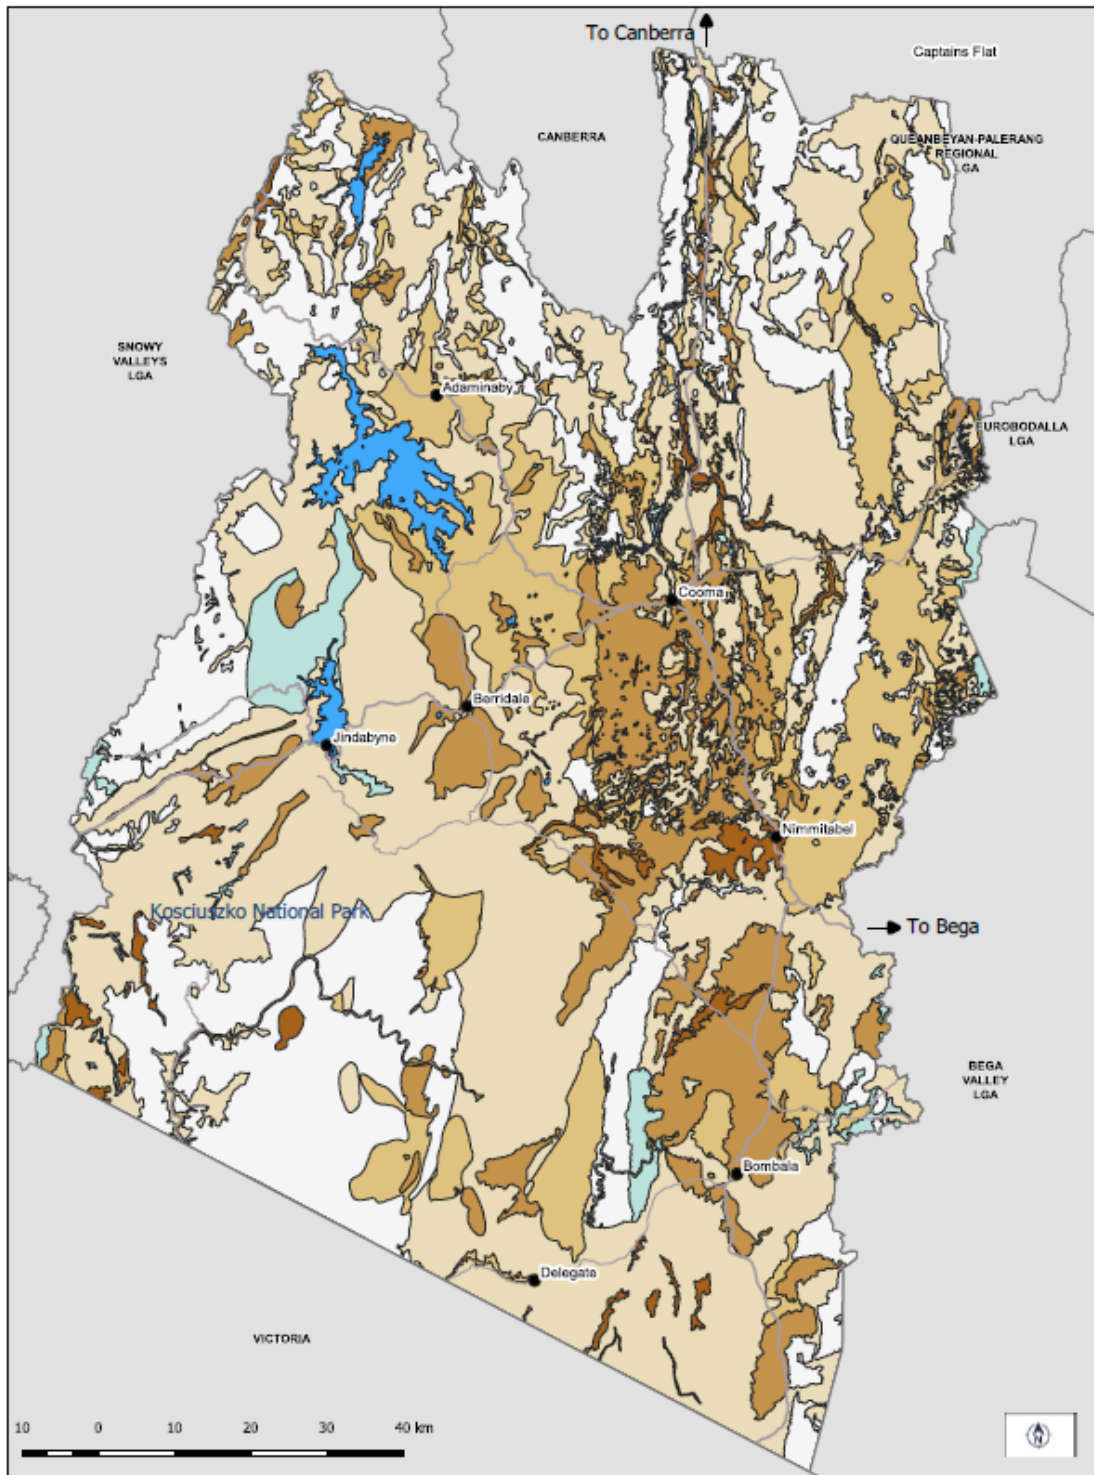 To Canberra
Captains Flat
CANBERRA
QUEANBEYAN-PALERANG
REGIONAL
LGA
SNOWY
VALLEYS
LGA
Adaminaby
EUROBODALLA
LGA
Cooma
Berridale
Jindabyne
Nimmitabel
Kosciuszko National Park
To Bega
BEGA
VALLEY
LGA
Bombala
Delegate
VICTORIA
10 0 10 20 30 40 km
N